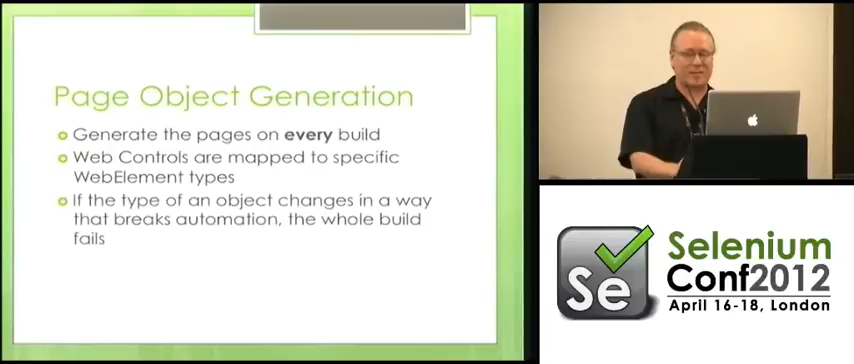 Page Object Generation
Generate the pages on every build
Web Controls are mapped to specific
WebElement types
If the type of an object changes in a way
that breaks automation, the whole build
fails
Se
Selenium
Conf2012
April 16-18, London